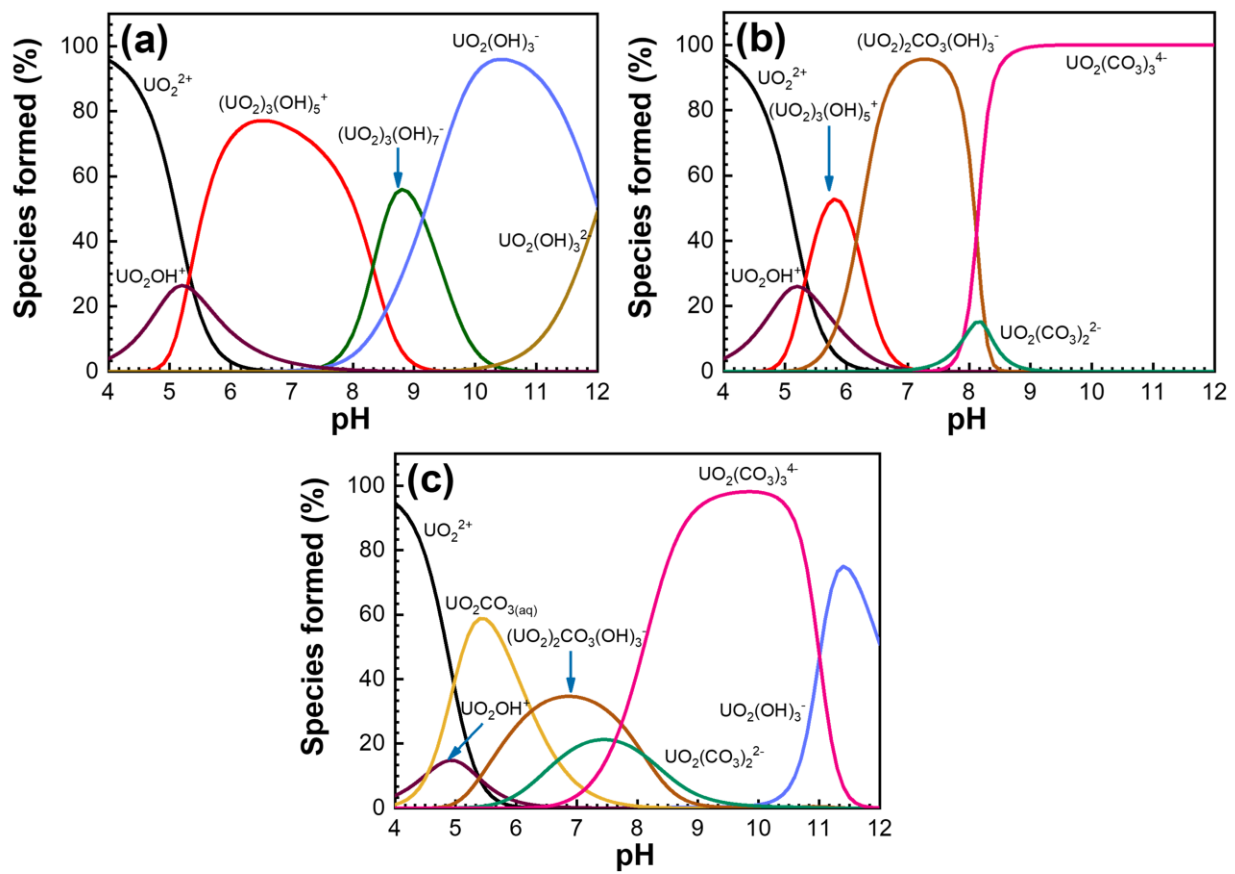 (a)
UO₂²⁺
(UO₂)₃(OH)₅⁺
(UO₂)₃(OH)₇⁻
UO₂(OH)₃⁻
UO₂OH⁺
UO₂(OH)₃²⁻
Species formed (%)
100
80
60
40
20
0
4 5 6 7 8 9 10 11 12
pH
(b)
UO₂²⁺
(UO₂)₂CO₃(OH)₃⁻
UO₂(CO₃)₃⁴⁻
(UO₂)₃(OH)₅⁺
UO₂OH⁺
UO₂(CO₃)₂²⁻
Species formed (%)
100
80
60
40
20
0
4 5 6 7 8 9 10 11 12
pH
(c)
UO₂²⁺
UO₂(CO₃)₃⁴⁻
UO₂CO₃₍aq₎
(UO₂)₂CO₃(OH)₃⁻
UO₂OH⁺
UO₂(OH)₃⁻
UO₂(CO₃)₂²⁻
Species formed (%)
100
80
60
40
20
0
4 5 6 7 8 9 10 11 12
pH